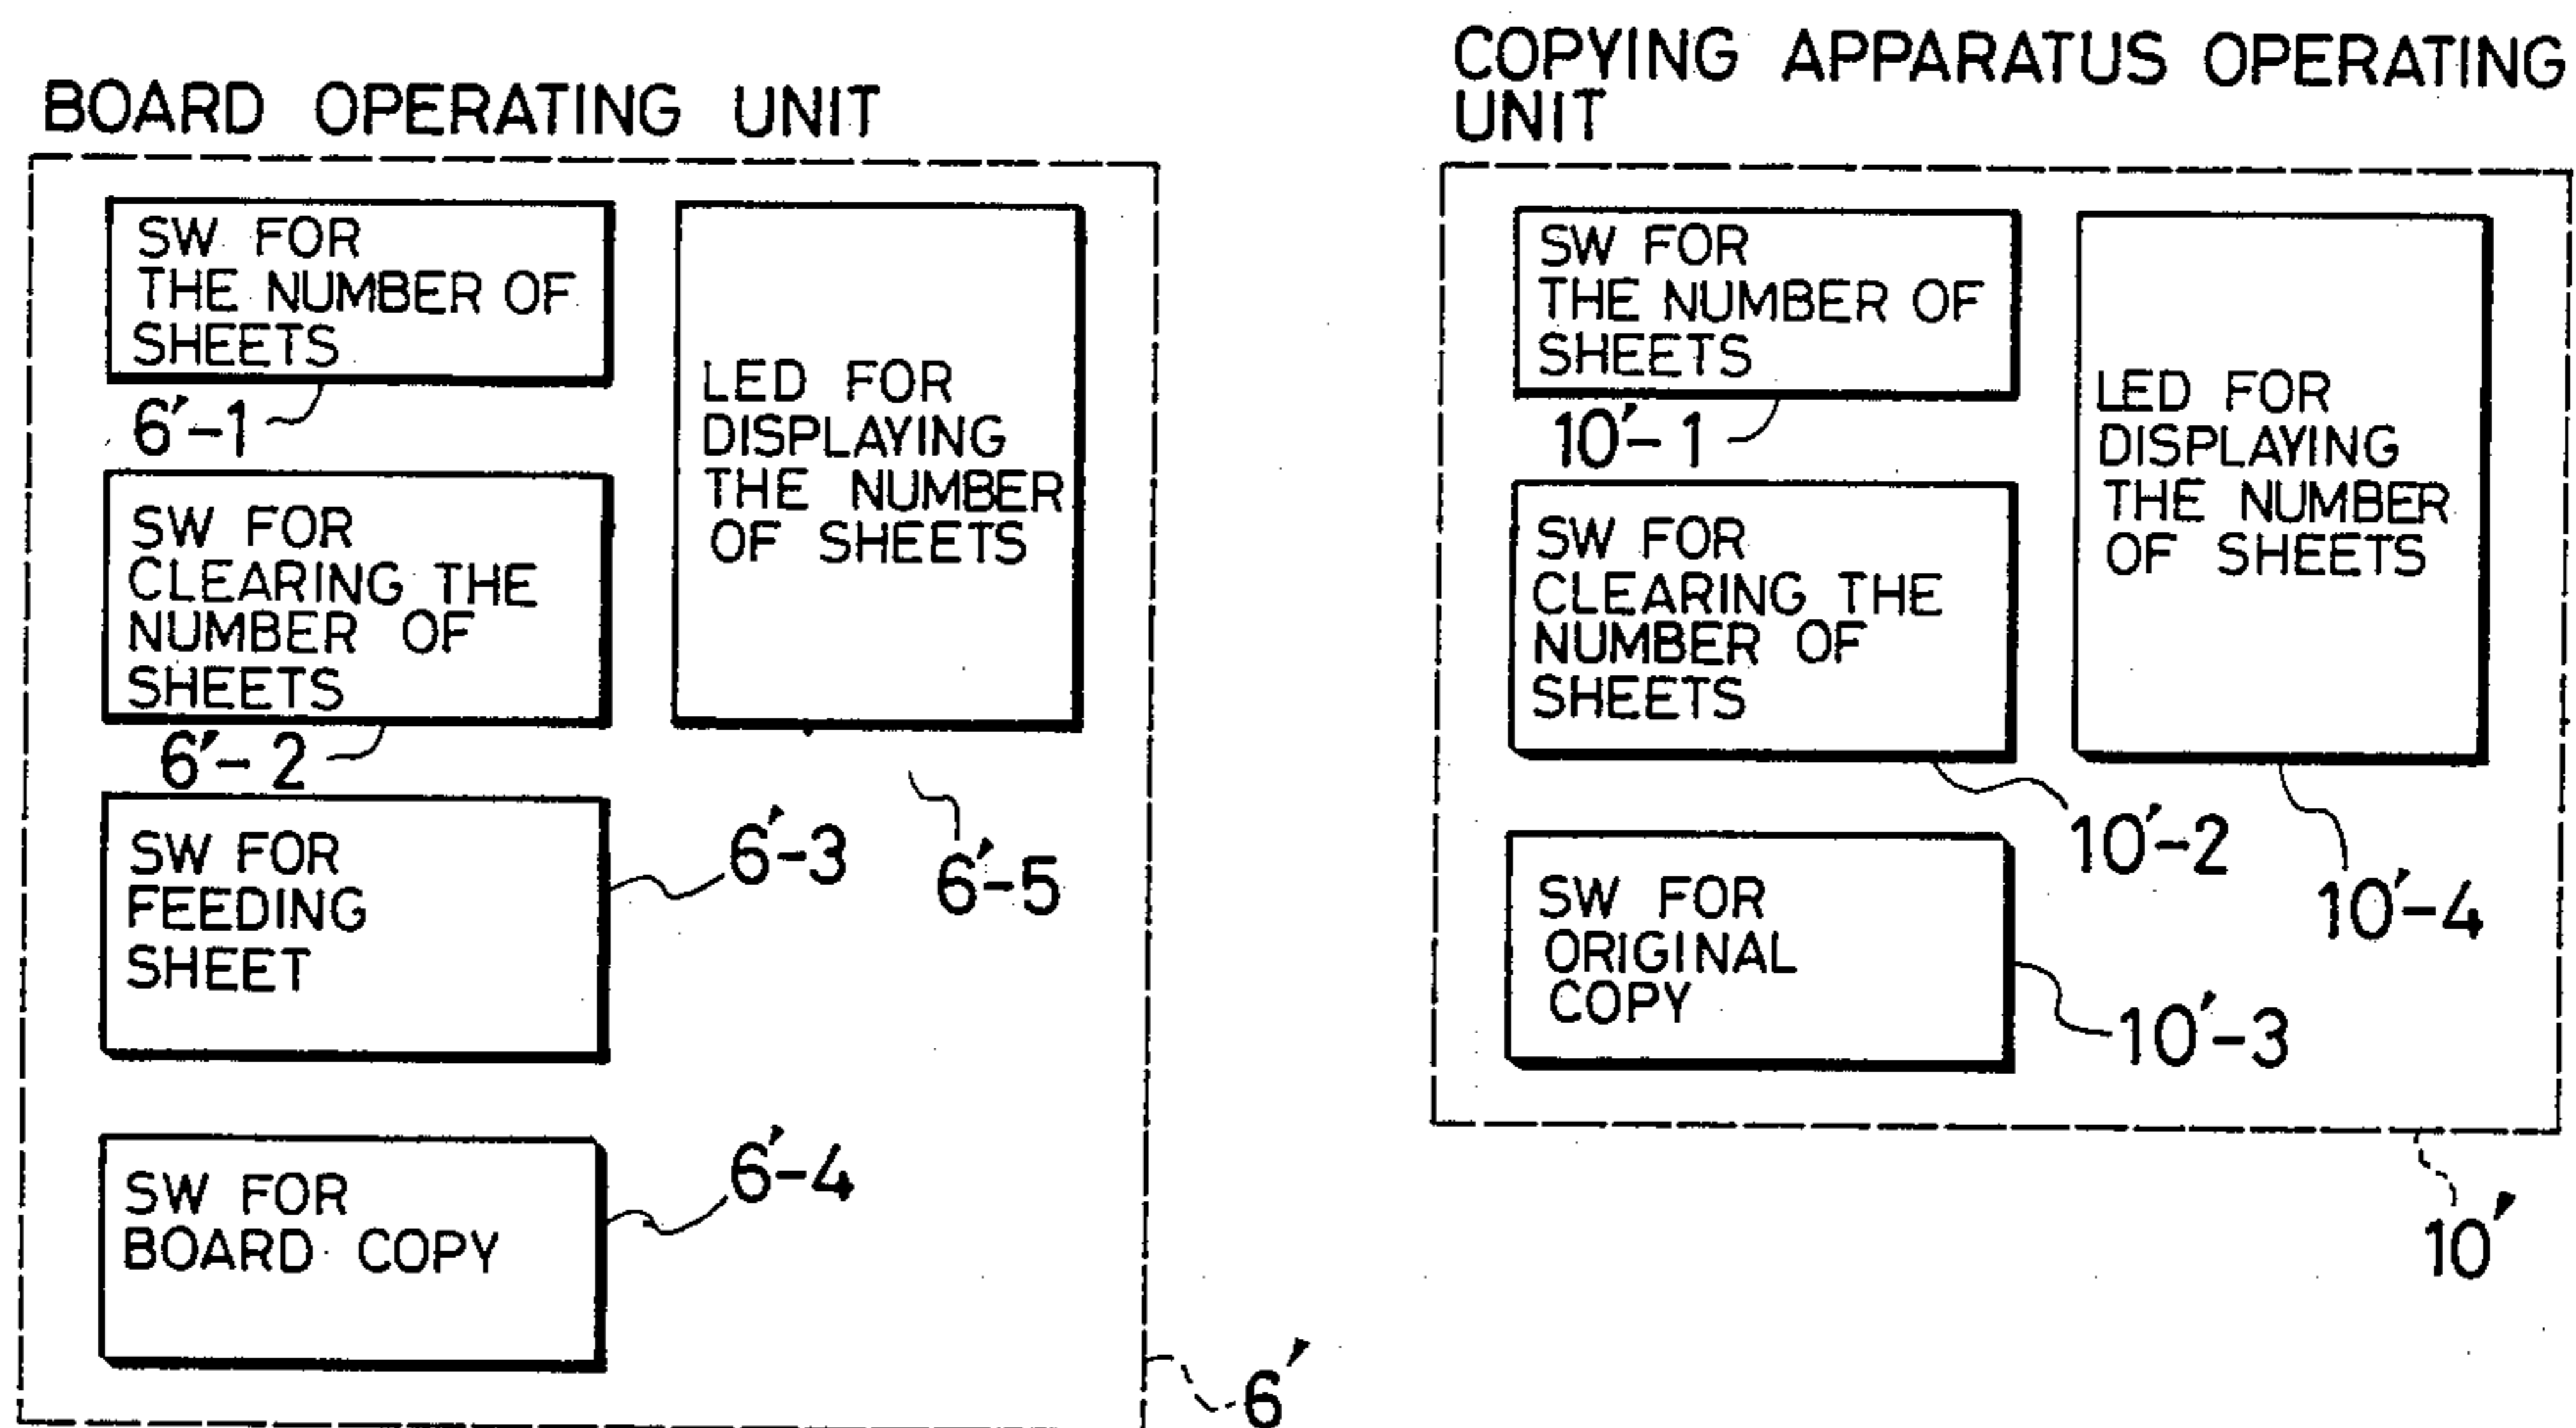 BOARD OPERATING UNIT
SW FOR
THE NUMBER OF
SHEETS
6'-1
SW FOR
CLEARING THE
NUMBER OF
SHEETS
6'-2
SW FOR
FEEDING
SHEET
6'-3
SW FOR
BOARD COPY
6'-4
LED FOR
DISPLAYING
THE NUMBER
OF SHEETS
6'-5
6'
COPYING APPARATUS OPERATING
UNIT
SW FOR
THE NUMBER OF
SHEETS
10'-1
SW FOR
CLEARING THE
NUMBER OF
SHEETS
10'-2
SW FOR
ORIGINAL
COPY
10'-3
LED FOR
DISPLAYING
THE NUMBER
OF SHEETS
10'-4
10'